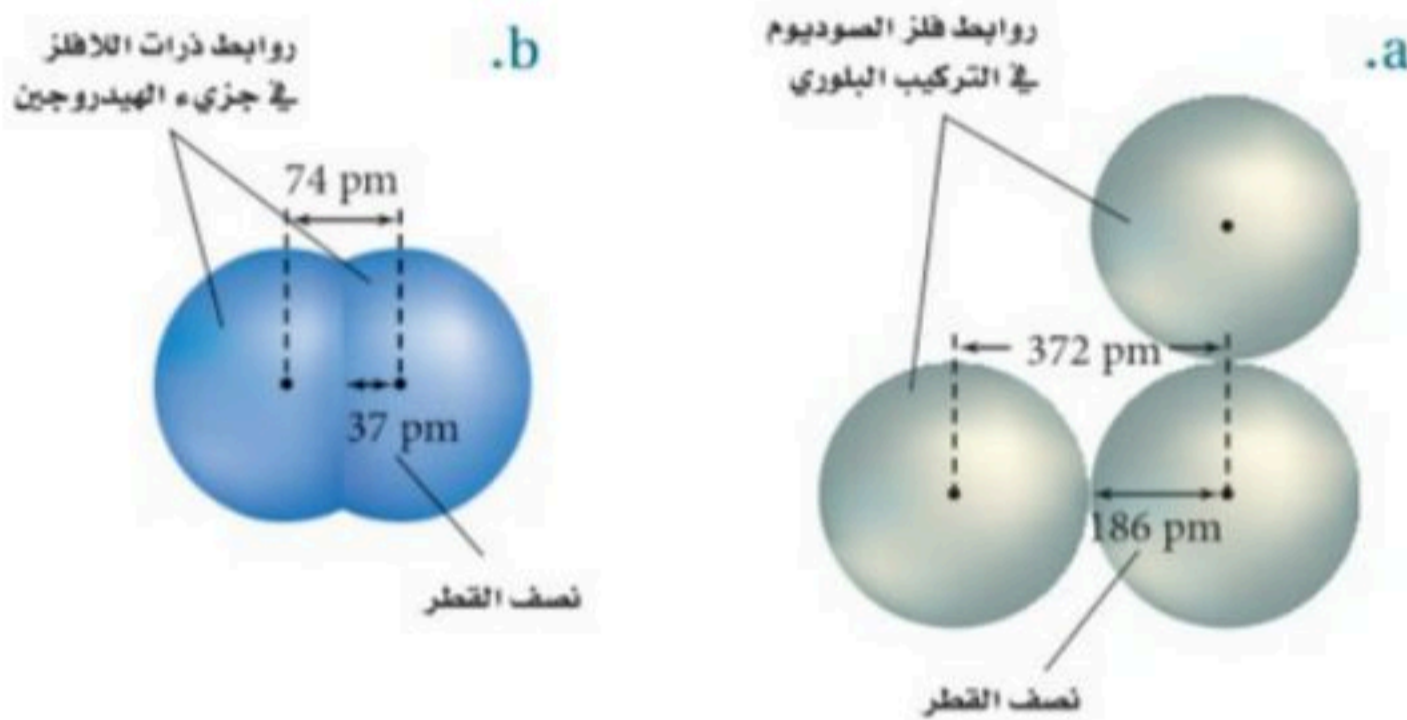 .a
روابط فلز الصوديوم
في التركيب البلوري
372 pm
186 pm
نصف القطر
.b
روابط ذرات اللافلز
في جزيء الهيدروجين
74 pm
37 pm
نصف القطر